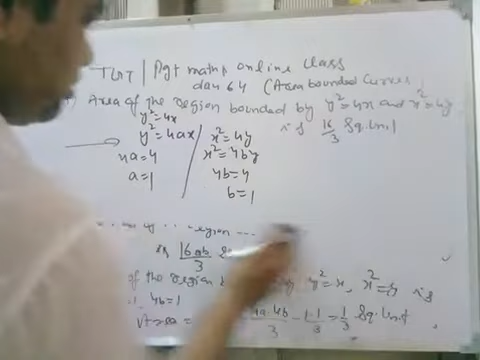 TGT | Pgt maths online class
day 64 (Area bounded Curves)
Area of the region bounded by y²=4x and x²=4y
y²=4x
is 16/3 Sq. Unit
y²=4ax
x²=4y
4a=4
x²=4by
a=1
4b=4
b=1
region
is 16ab/3
of the region y²=x, x²=y is
4b=1
Area = 4a.4b/3 = 1.1/3 = 1/3 Sq. Unit